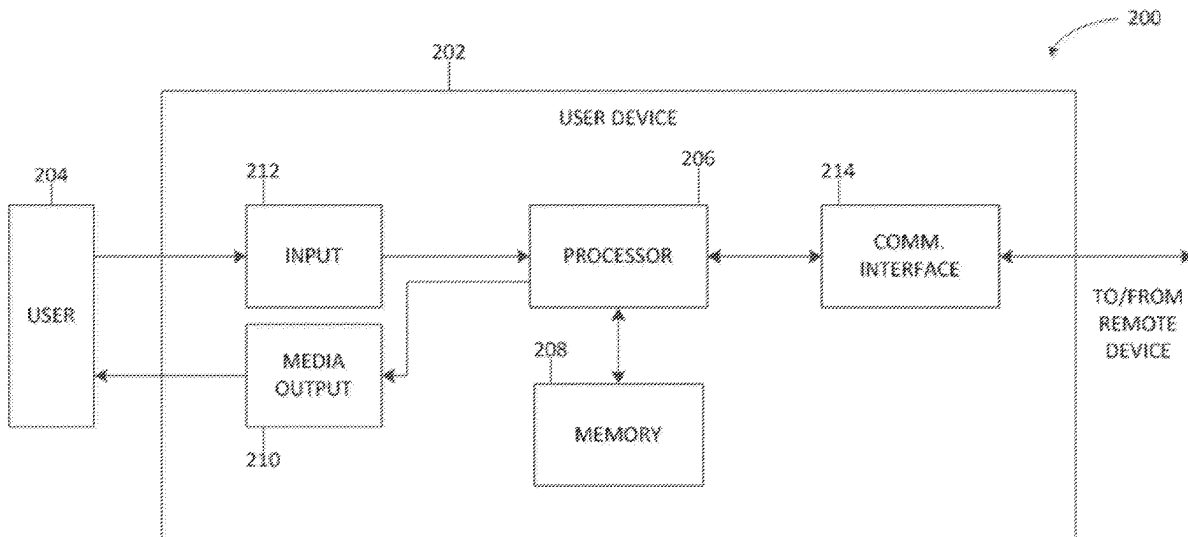 200
202
USER DEVICE
204
212
206
214
USER
INPUT
PROCESSOR
COMM.
INTERFACE
TO/FROM
REMOTE
DEVICE
MEDIA
OUTPUT
208
MEMORY
210